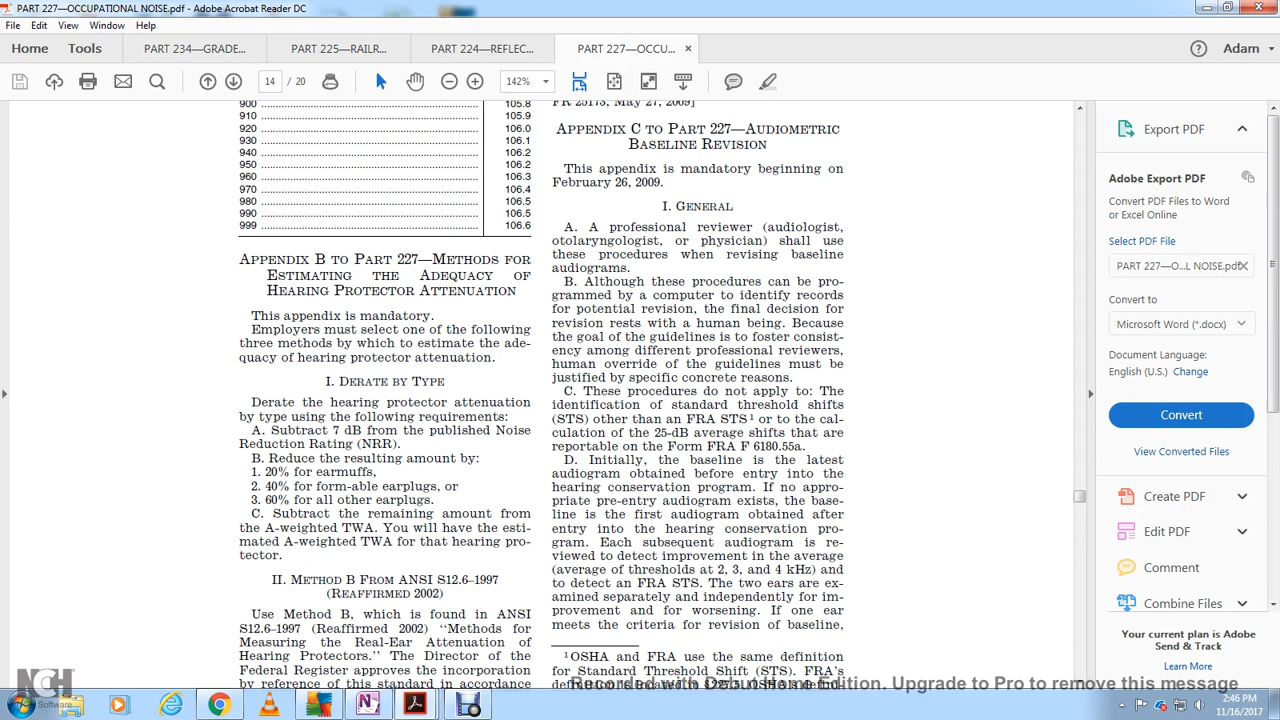 PART 227—OCCUPATIONAL NOISE.pdf - Adobe Acrobat Reader DC
File Edit View Window Help
Home Tools PART 234—GRADE... PART 225—RAILR... PART 224—REFLEC... PART 227—OCCU... × Adam
14 / 20 142%
900 105.8
910 105.9
920 106.0
930 106.1
940 106.2
950 106.2
960 106.3
970 106.4
980 106.5
990 106.5
999 106.6
APPENDIX B TO PART 227—METHODS FOR
ESTIMATING THE ADEQUACY OF
HEARING PROTECTOR ATTENUATION
This appendix is mandatory.
Employers must select one of the following
three methods by which to estimate the ade-
quacy of hearing protector attenuation.
I. DERATE BY TYPE
Derate the hearing protector attenuation
by type using the following requirements:
A. Subtract 7 dB from the published Noise
Reduction Rating (NRR).
B. Reduce the resulting amount by:
1. 20% for earmuffs,
2. 40% for form-able earplugs, or
3. 60% for all other earplugs.
C. Subtract the remaining amount from
the A-weighted TWA. You will have the esti-
mated A-weighted TWA for that hearing pro-
tector.
II. METHOD B FROM ANSI S12.6–1997
(REAFFIRMED 2002)
Use Method B, which is found in ANSI
S12.6–1997 (Reaffirmed 2002) ‘‘Methods for
Measuring the Real-Ear Attenuation of
Hearing Protectors.’’ The Director of the
Federal Register approves the incorporation
by reference of this standard in accordance
FR 25173, May 27, 2009]
APPENDIX C TO PART 227—AUDIOMETRIC
BASELINE REVISION
This appendix is mandatory beginning on
February 26, 2009.
I. GENERAL
A. A professional reviewer (audiologist,
otolaryngologist, or physician) shall use
these procedures when revising baseline
audiograms.
B. Although these procedures can be pro-
grammed by a computer to identify records
for potential revision, the final decision for
revision rests with a human being. Because
the goal of the guidelines is to foster consist-
ency among different professional reviewers,
human override of the guidelines must be
justified by specific concrete reasons.
C. These procedures do not apply to: The
identification of standard threshold shifts
(STS) other than an FRA STS¹ or to the cal-
culation of the 25-dB average shifts that are
reportable on the Form FRA F 6180.55a.
D. Initially, the baseline is the latest
audiogram obtained before entry into the
hearing conservation program. If no appro-
priate pre-entry audiogram exists, the base-
line is the first audiogram obtained after
entry into the hearing conservation pro-
gram. Each subsequent audiogram is re-
viewed to detect improvement in the average
(average of thresholds at 2, 3, and 4 kHz) and
to detect an FRA STS. The two ears are ex-
amined separately and independently for im-
provement and for worsening. If one ear
meets the criteria for revision of baseline,
¹ OSHA and FRA use the same definition
for Standard Threshold Shift (STS). FRA's
Export PDF
Adobe Export PDF
Convert PDF Files to Word
or Excel Online
Select PDF File
PART 227—O...L NOISE.pdf ×
Convert to
Microsoft Word (*.docx)
Document Language:
English (U.S.) Change
Convert
View Converted Files
Create PDF
Edit PDF
Comment
Combine Files
Your current plan is Adobe
Send & Track
Learn More
Recorded with Debut Home Edition. Upgrade to Pro to remove this message
NCH
Software
2:46 PM
11/16/2017